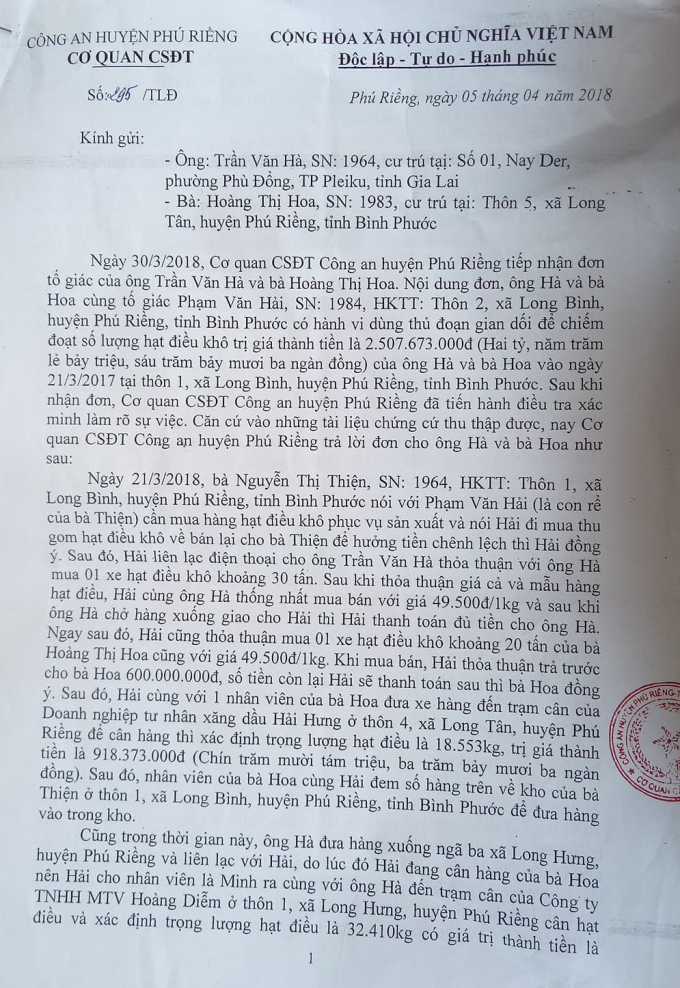 CÔNG AN HUYỆN PHÚ RIỀNG
CƠ QUAN CSĐT
CỘNG HÒA XÃ HỘI CHỦ NGHĨA VIỆT NAM
Độc lập - Tự do - Hạnh phúc
Số: 295 /TLĐ
Phú Riềng, ngày 05 tháng 04 năm 2018
Kính gửi:
- Ông: Trần Văn Hà, SN: 1964, cư trú tại: Số 01, Nay Der,
phường Phù Đổng, TP Pleiku, tỉnh Gia Lai
- Bà: Hoàng Thị Hoa, SN: 1983, cư trú tại: Thôn 5, xã Long
Tân, huyện Phú Riềng, tỉnh Bình Phước
Ngày 30/3/2018, Cơ quan CSĐT Công an huyện Phú Riềng tiếp nhận đơn
tố giác của ông Trần Văn Hà và bà Hoàng Thị Hoa. Nội dung đơn, ông Hà và bà
Hoa cùng tố giác Phạm Văn Hải, SN: 1984, HKTT: Thôn 2, xã Long Bình,
huyện Phú Riềng, tỉnh Bình Phước có hành vi dùng thủ đoạn gian dối để chiếm
đoạt số lượng hạt điều khô trị giá thành tiền là 2.507.673.000đ (Hai tỷ, năm trăm
lẻ bảy triệu, sáu trăm bảy mươi ba ngàn đồng) của ông Hà và bà Hoa vào ngày
21/3/2017 tại thôn 1, xã Long Bình, huyện Phú Riềng, tỉnh Bình Phước. Sau khi
nhận đơn, Cơ quan CSĐT Công an huyện Phú Riềng đã tiến hành điều tra xác
minh làm rõ sự việc. Căn cứ vào những tài liệu chứng cứ thu thập được, nay Cơ
quan CSĐT Công an huyện Phú Riềng trả lời đơn cho ông Hà và bà Hoa như
sau:
Ngày 21/3/2018, bà Nguyễn Thị Thiện, SN: 1964, HKTT: Thôn 1, xã
Long Bình, huyện Phú Riềng, tỉnh Bình Phước nói với Phạm Văn Hải (là con rể
của bà Thiện) cần mua hàng hạt điều khô phục vụ sản xuất và nói Hải đi mua thu
gom hạt điều khô về bán lại cho bà Thiện để hưởng tiền chênh lệch thì Hải đồng
ý. Sau đó, Hải liên lạc điện thoại cho ông Trần Văn Hà thỏa thuận với ông Hà
mua 01 xe hạt điều khô khoảng 30 tấn. Sau khi thỏa thuận giá cả và mẫu hàng
hạt điều, Hải cùng ông Hà thống nhất mua bán với giá 49.500đ/1kg và sau khi
ông Hà chở hàng xuống giao cho Hải thì Hải thanh toán đủ tiền cho ông Hà.
Ngay sau đó, Hải cũng thỏa thuận mua 01 xe hạt điều khô khoảng 20 tấn của bà
Hoàng Thị Hoa cũng với giá 49.500đ/1kg. Khi mua bán, Hải thỏa thuận trả trước
cho bà Hoa 600.000.000đ, số tiền còn lại Hải sẽ thanh toán sau thì bà Hoa đồng
ý. Sau đó, Hải cùng với 1 nhân viên của bà Hoa đưa xe hàng đến trạm cân của
Doanh nghiệp tư nhân xăng dầu Hải Hưng ở thôn 4, xã Long Tân, huyện Phú
Riềng để cân hàng thì xác định trọng lượng hạt điều là 18.553kg, trị giá thành
tiền là 918.373.000đ (Chín trăm mười tám triệu, ba trăm bảy mươi ba ngàn
đồng). Sau đó, nhân viên của bà Hoa cùng Hải đem số hàng trên về kho của bà
Thiện ở thôn 1, xã Long Bình, huyện Phú Riềng, tỉnh Bình Phước để đưa hàng
vào trong kho.
Cũng trong thời gian này, ông Hà đưa hàng xuống ngã ba xã Long Hưng,
huyện Phú Riềng và liên lạc với Hải, do lúc đó Hải đang cân hàng của bà Hoa
nên Hải cho nhân viên là Minh ra cùng với ông Hà đến trạm cân của Công ty
TNHH MTV Hoàng Diễm ở thôn 1, xã Long Hưng, huyện Phú Riềng cân hạt
điều và xác định trọng lượng hạt điều là 32.410kg có giá trị thành tiền là
1